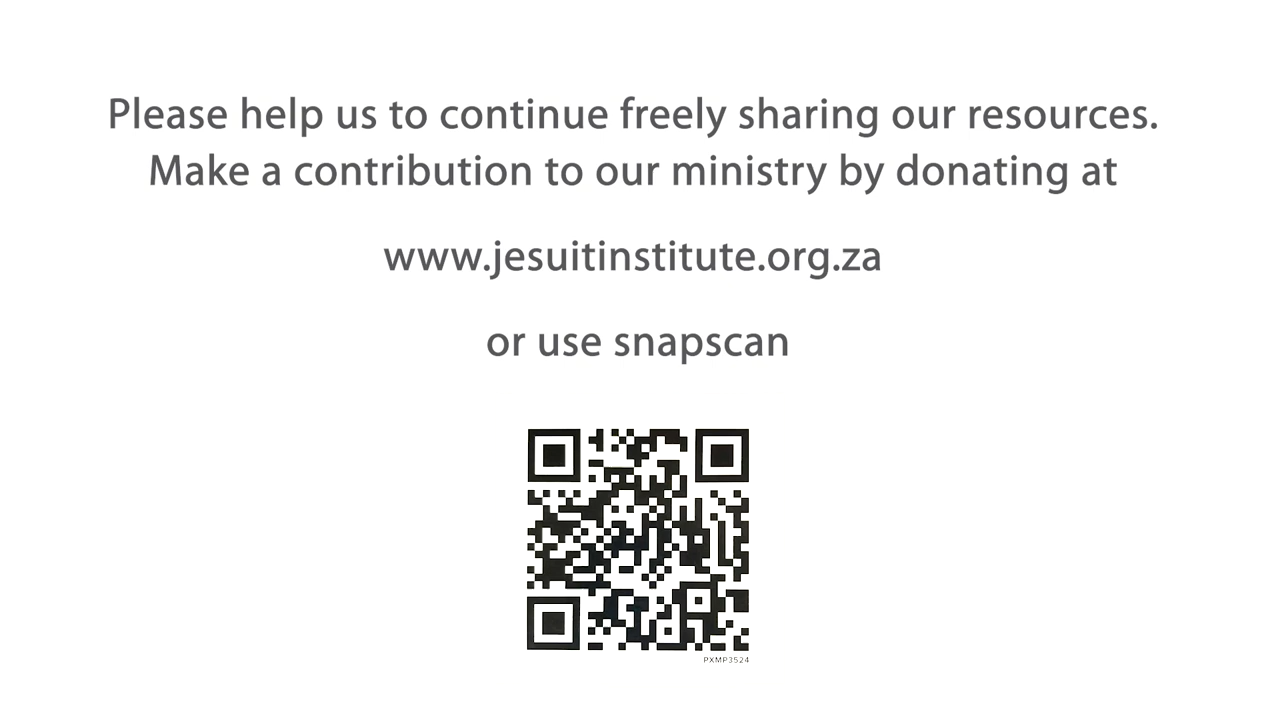 Please help us to continue freely sharing our resources.
Make a contribution to our ministry by donating at
www.jesuitinstitute.org.za
or use snapscan
PXMP3524